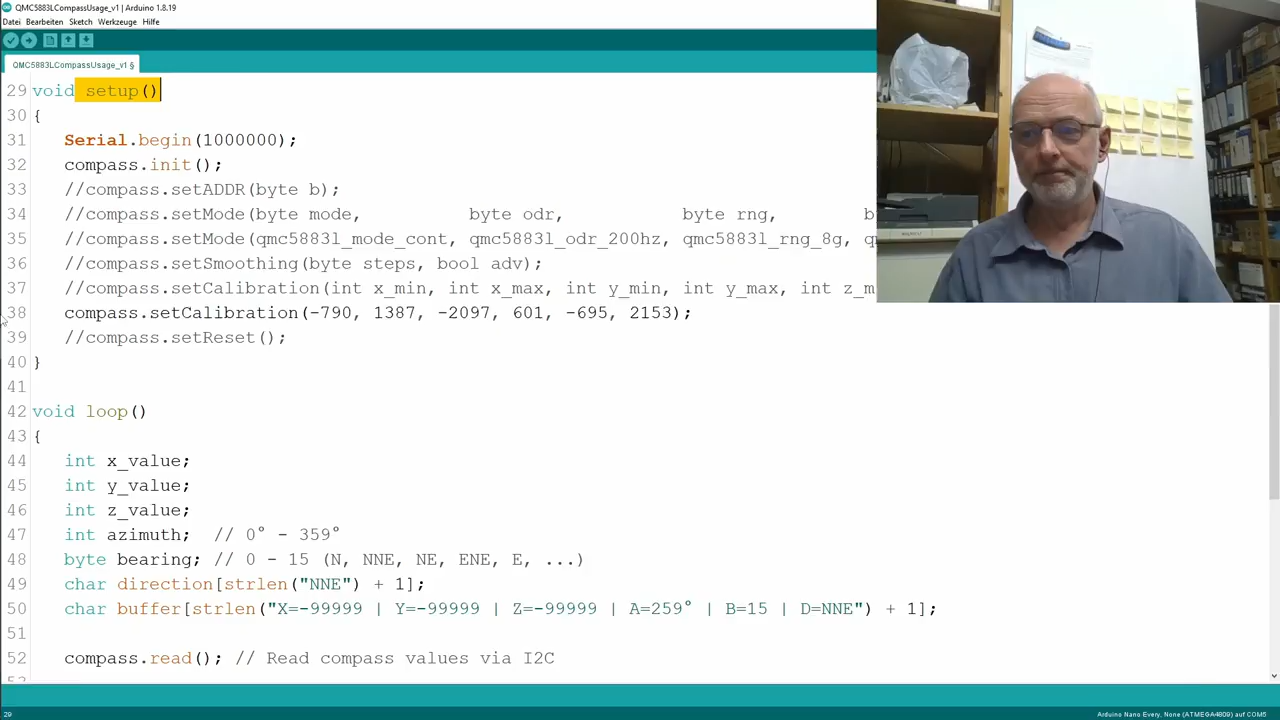 QMC5883LCompassUsage_v1 | Arduino 1.8.19
Datei Bearbeiten Sketch Werkzeuge Hilfe
QMC5883LCompassUsage_v1 §
29 void setup()
30 {
31 Serial.begin(1000000);
32 compass.init();
33 //compass.setADDR(byte b);
34 //compass.setMode(byte mode, byte odr, byte rng, b
35 //compass.setMode(qmc5883l_mode_cont, qmc5883l_odr_200hz, qmc5883l_rng_8g, q
36 //compass.setSmoothing(byte steps, bool adv);
37 //compass.setCalibration(int x_min, int x_max, int y_min, int y_max, int z_m
38 compass.setCalibration(-790, 1387, -2097, 601, -695, 2153);
39 //compass.setReset();
40 }
41
42 void loop()
43 {
44 int x_value;
45 int y_value;
46 int z_value;
47 int azimuth; // 0° - 359°
48 byte bearing; // 0 - 15 (N, NNE, NE, ENE, E, ...)
49 char direction[strlen("NNE") + 1];
50 char buffer[strlen("X=-99999 | Y=-99999 | Z=-99999 | A=259° | B=15 | D=NNE") + 1];
51
52 compass.read(); // Read compass values via I2C
29
Arduino Nano Every, None (ATMEGA4809) auf COM5